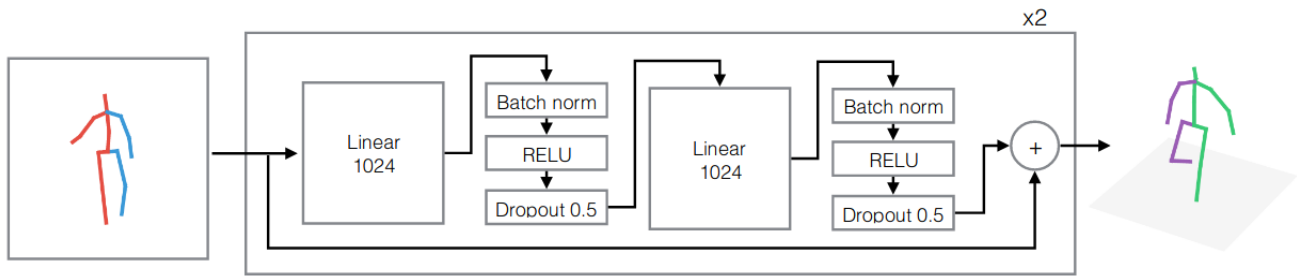 x2
Linear
1024
Batch norm
RELU
Dropout 0.5
Linear
1024
Batch norm
RELU
Dropout 0.5
+